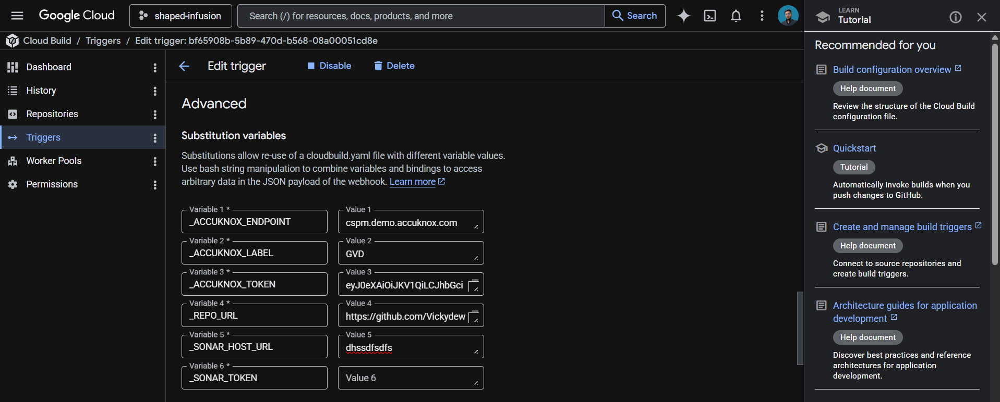 Google Cloud
shaped-infusion
Search (/) for resources, docs, products, and more
Search
LEARN
Tutorial
Cloud Build / Triggers / Edit trigger: bf65908b-5b89-470d-b568-08a00051cd8e
Dashboard
History
Repositories
Triggers
Worker Pools
Permissions
Edit trigger
Disable
Delete
Advanced
Substitution variables
Substitutions allow re-use of a cloudbuild.yaml file with different variable values.
Use bash string manipulation to combine variables and bindings to access
arbitrary data in the JSON payload of the webhook. Learn more
Variable 1 *
_ACCUKNOX_ENDPOINT
Value 1
cspm.demo.accuknox.com
Variable 2 *
_ACCUKNOX_LABEL
Value 2
GVD
Variable 3 *
_ACCUKNOX_TOKEN
Value 3
eyJ0eXAiOiJKV1QiLCJhbGci
Variable 4 *
_REPO_URL
Value 4
https://github.com/Vickydew
Variable 5 *
_SONAR_HOST_URL
Value 5
dhssdfsdfs
Variable 6 *
_SONAR_TOKEN
Value 6
Recommended for you
Build configuration overview
Help document
Review the structure of the Cloud Build
configuration file.
Quickstart
Tutorial
Automatically invoke builds when you
push changes to GitHub.
Create and manage build triggers
Help document
Connect to source repositories and
create build triggers.
Architecture guides for application
development
Help document
Discover best practices and reference
architectures for application
development.